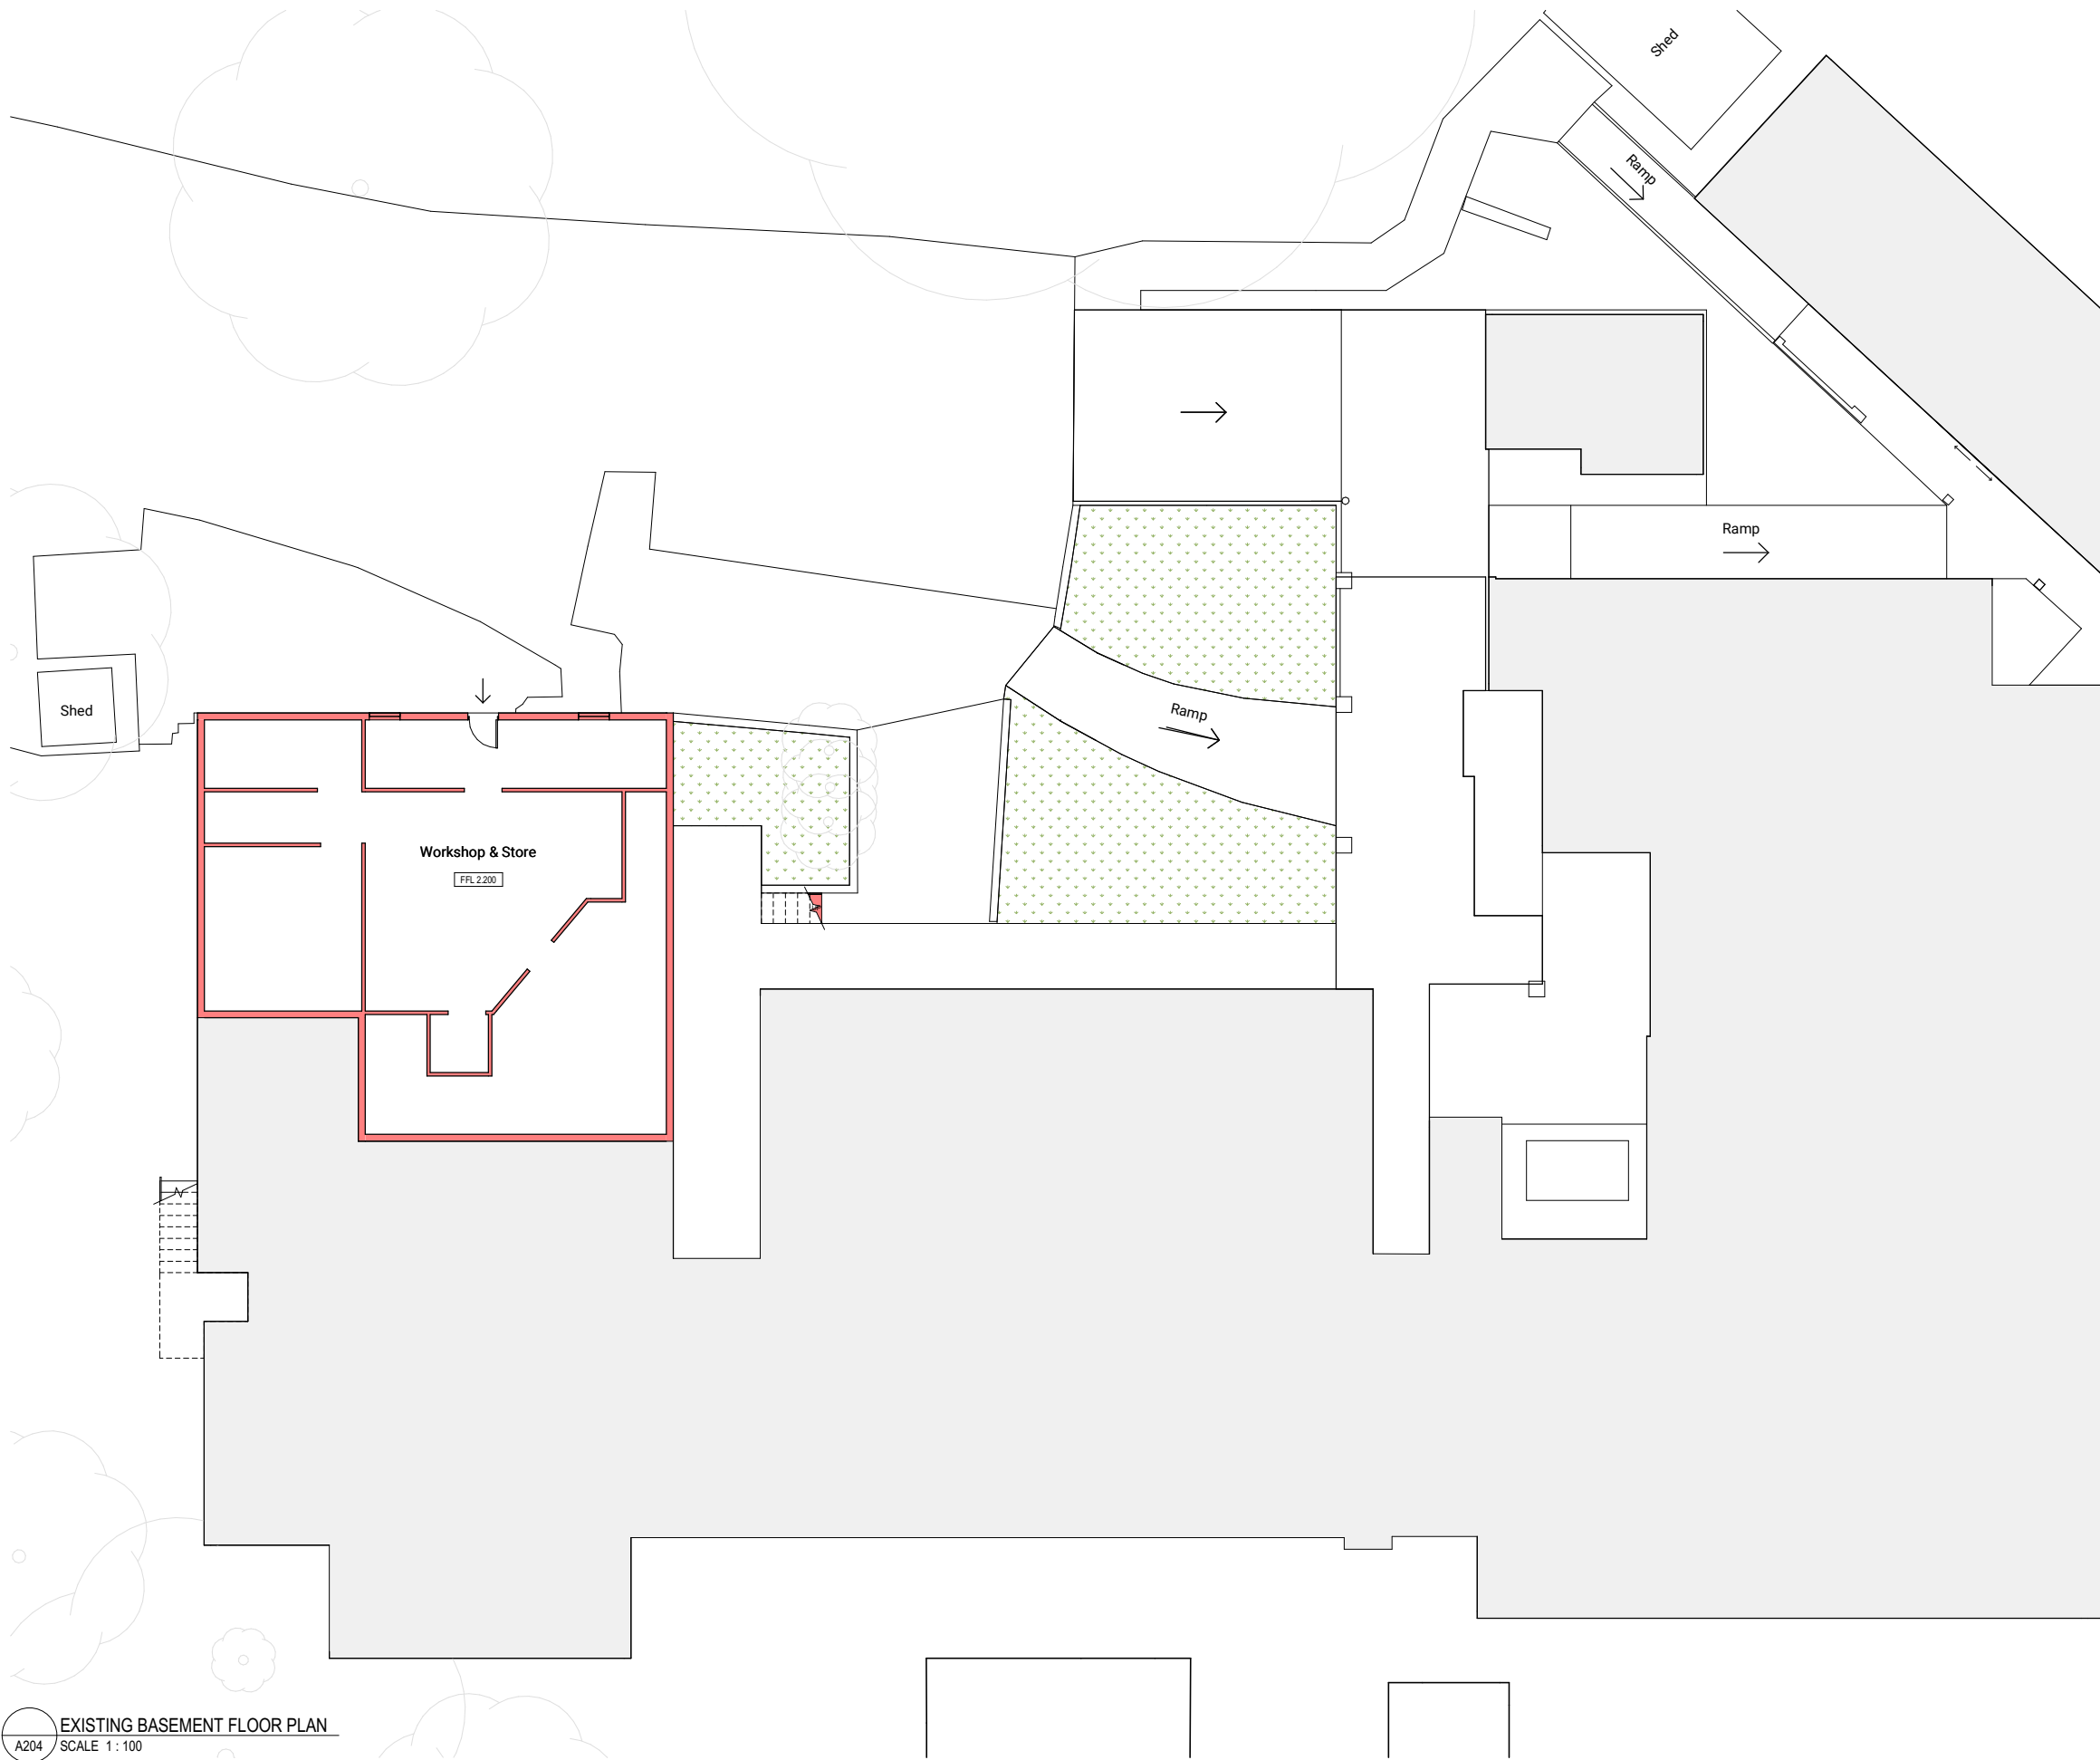 Shed
Ramp
Ramp
Shed
Ramp
Workshop & Store
FFL 2.200
EXISTING BASEMENT FLOOR PLAN
A204
SCALE 1 : 100